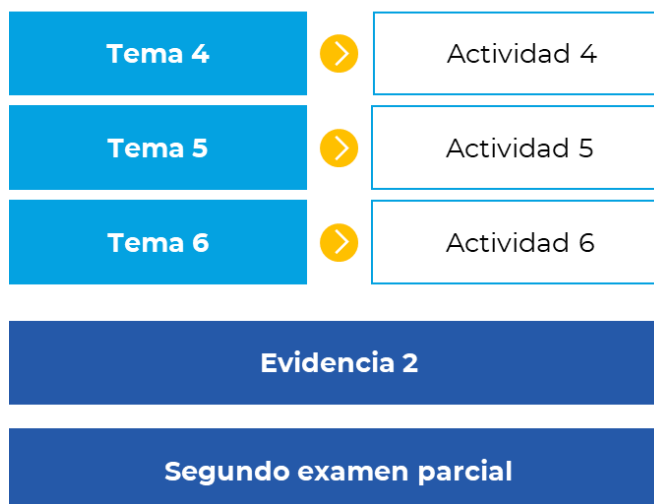 Tema 4
Actividad 4
Tema 5
Actividad 5
Tema 6
Actividad 6
Evidencia 2
Segundo examen parcial